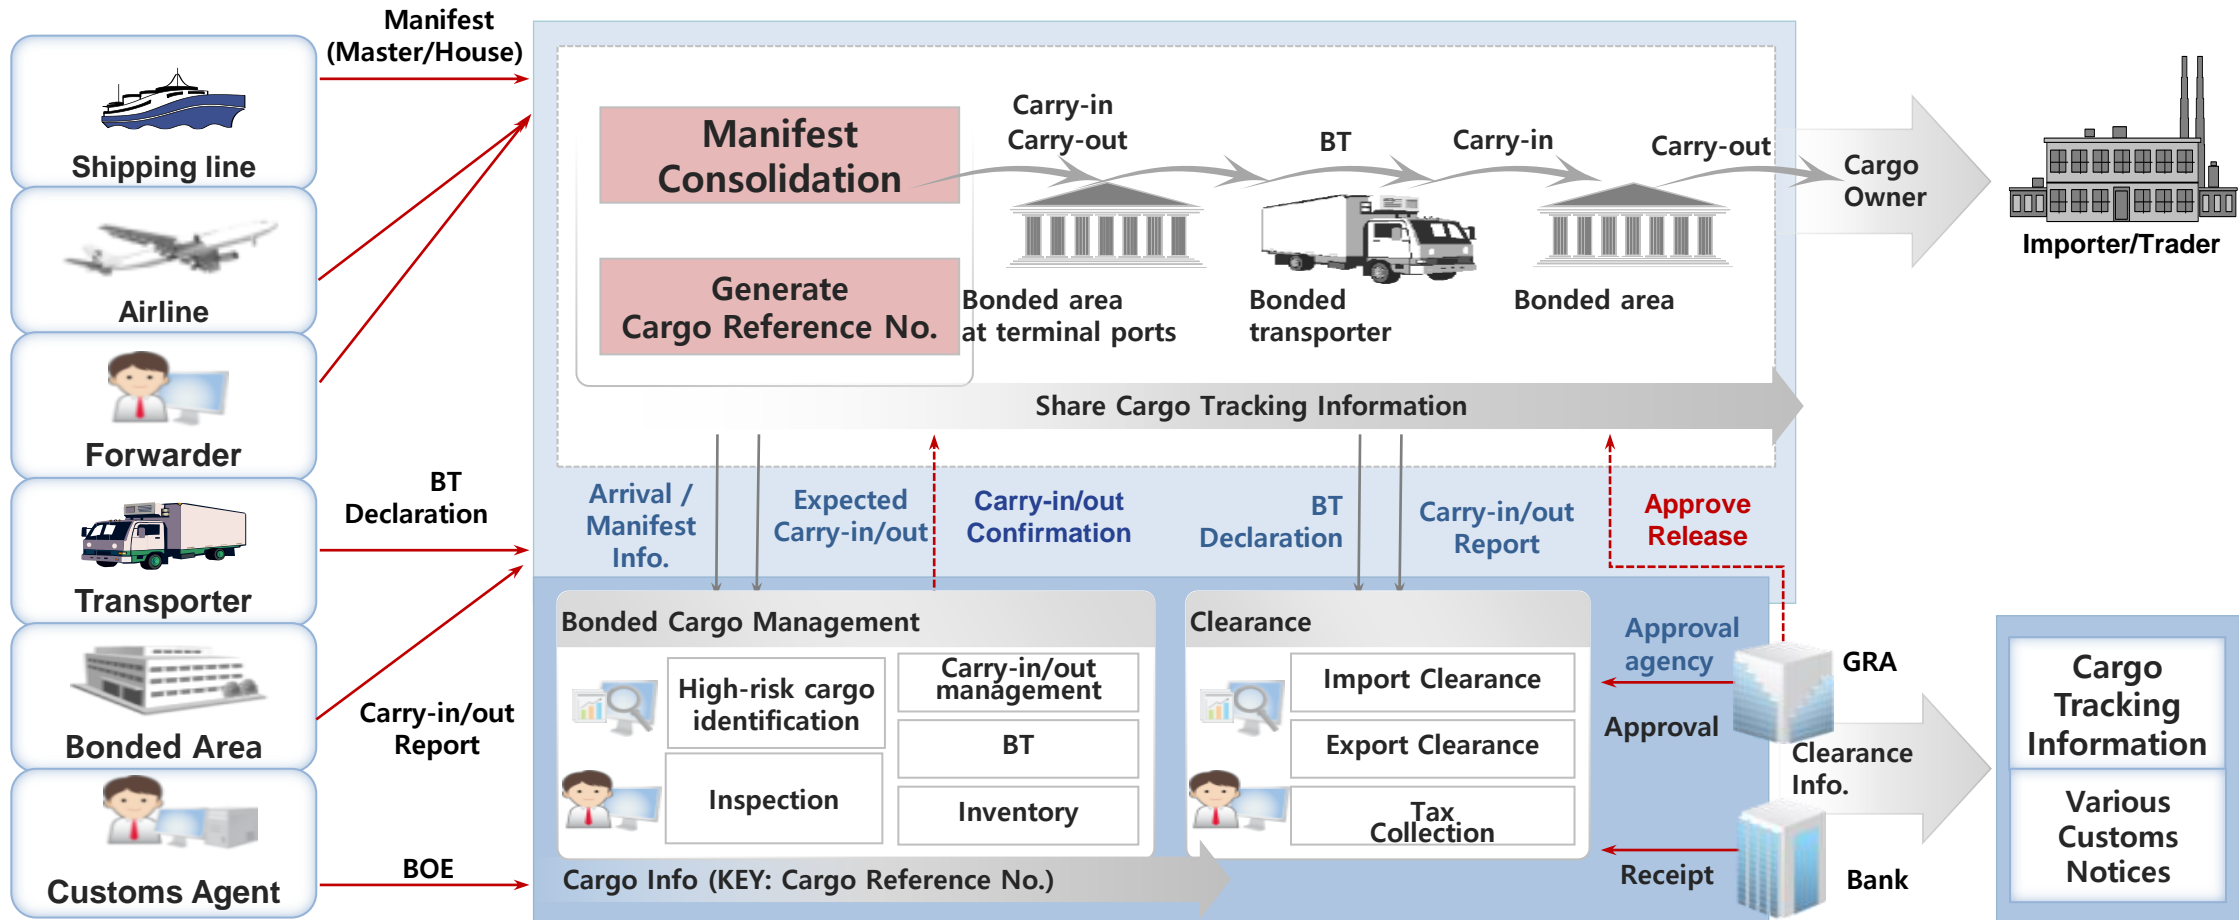 Manifest
(Master/House)
Shipping line
Airline
Forwarder
BT
Declaration
Transporter
Carry-in/out
Report
Bonded Area
BOE
Customs Agent
Manifest
Consolidation
Generate
Cargo Reference No.
Carry-in
Carry-out
BT
Carry-in
Carry-out
Cargo
Owner
Bonded area
at terminal ports
Bonded
transporter
Bonded area
Importer/Trader
Share Cargo Tracking Information
Arrival /
Manifest
Info.
Expected
Carry-in/out
Carry-in/out
Confirmation
BT
Declaration
Carry-in/out
Report
Approve
Release
Bonded Cargo Management
High-risk cargo
identification
Inspection
Carry-in/out
management
BT
Inventory
Clearance
Import Clearance
Export Clearance
Tax
Collection
Approval
agency
Approval
GRA
Clearance
Info.
Receipt
Bank
Cargo Info (KEY: Cargo Reference No.)
Cargo
Tracking
Information
Various
Customs
Notices